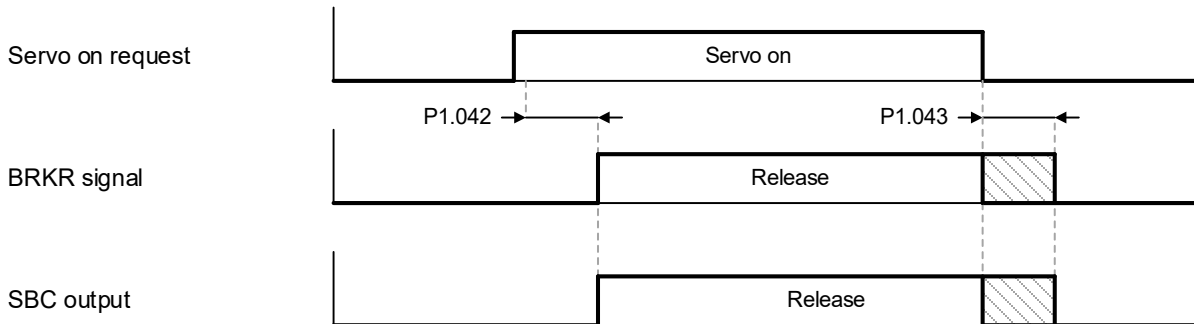 Servo on request
Servo on
P1.042
P1.043
BRKR signal
Release
SBC output
Release